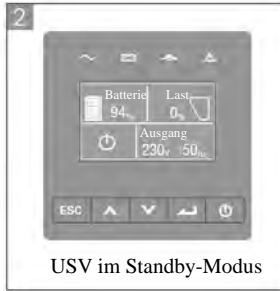 2
Batterie Last
94% 0%
Ausgang
230v 50Hz
ESC
USV im Standby-Modus